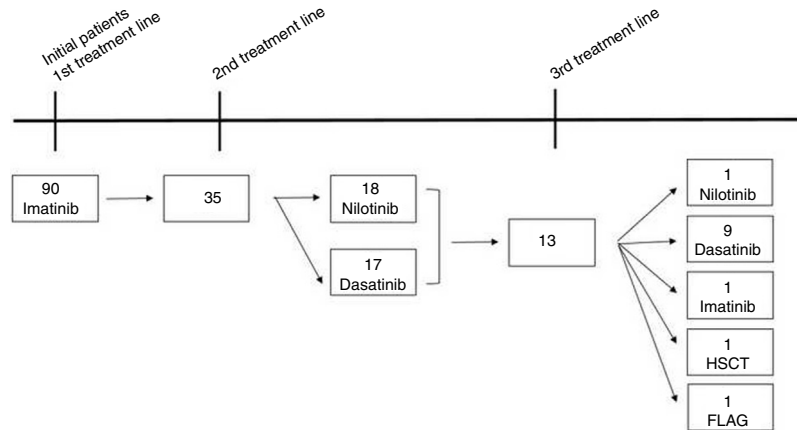 Initial patients
1st treatment line
2nd treatment line
3rd treatment line
90
Imatinib
35
18
Nilotinib
17
Dasatinib
13
1
Nilotinib
9
Dasatinib
1
Imatinib
1
HSCT
1
FLAG